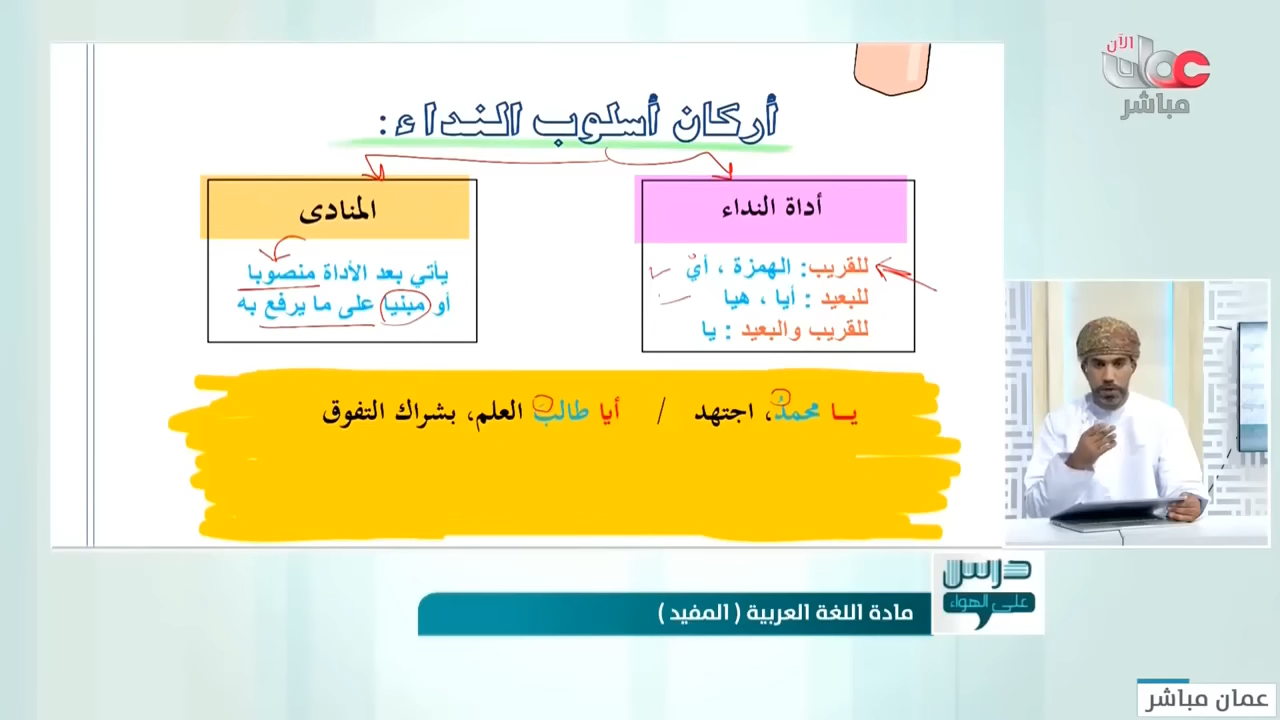 الآن
عمان
مباشر
أركان أسلوب النداء:
أداة النداء
للقريب: الهمزة ، أيْ
للبعيد : أيا ، هيا
للقريب والبعيد : يا
المنادى
يأتي بعد الأداة منصوبا
أو مبنيا على ما يرفع به
يـــا محمدُ، اجتهد / أيا طالبَ العلم، بشراك التفوق
درس
على الهواء
مادة اللغة العربية ( المفيد )
عمان مباشر